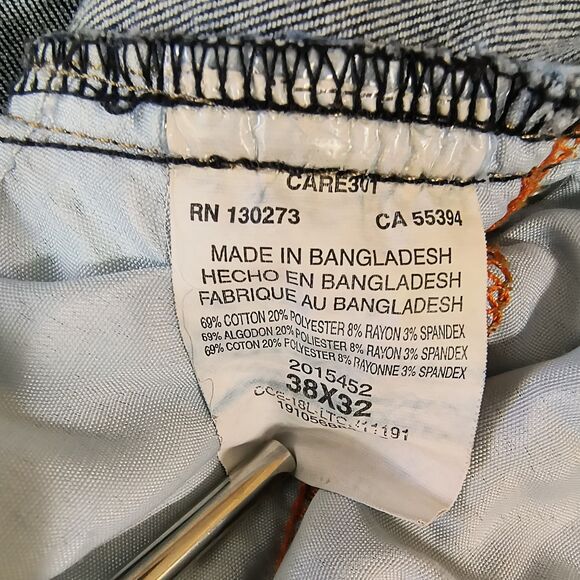 CARE301
RN 130273 CA 55394
MADE IN BANGLADESH
HECHO EN BANGLADESH
FABRIQUE AU BANGLADESH
69% COTTON 20% POLYESTER 8% RAYON 3% SPANDEX
69% ALGODON 20% POLIESTER 8% RAYON 3% SPANDEX
69% COTON 20% POLYESTER 8% RAYONNE 3% SPANDEX
2015452
38X32